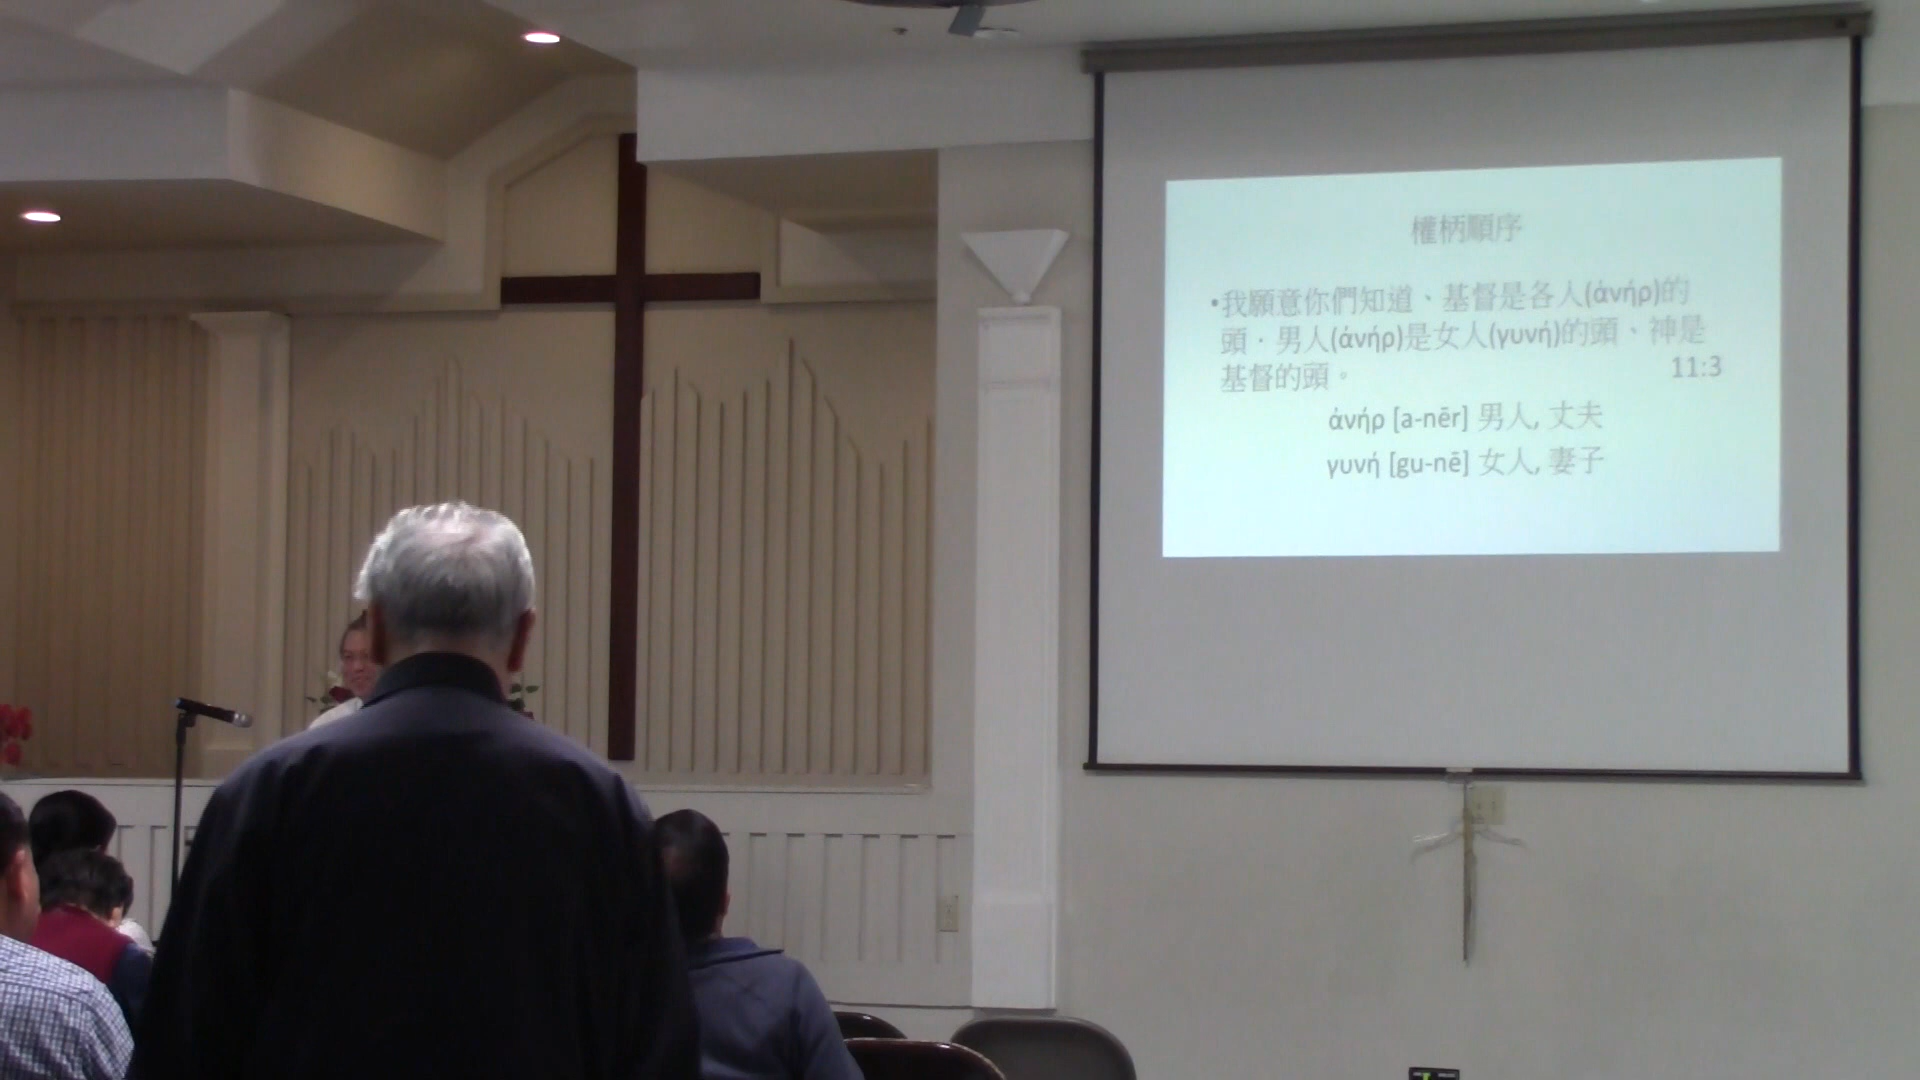 權柄順序
•我願意你們知道、基督是各人(ἀνήρ)的
頭．男人(ἀνήρ)是女人(γυνή)的頭、神是
基督的頭。 11:3
ἀνήρ [a-nēr] 男人, 丈夫
γυνή [gu-nē] 女人, 妻子